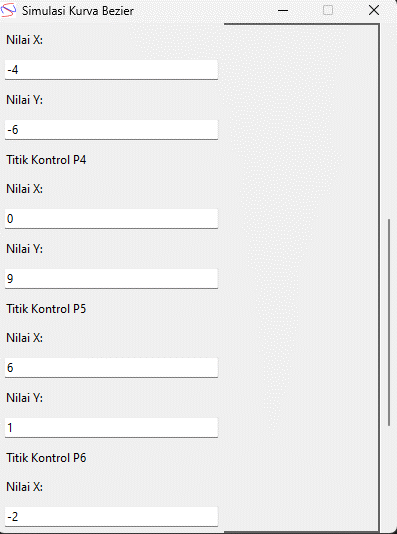 Simulasi Kurva Bezier
Nilai X:
-4
Nilai Y:
-6
Titik Kontrol P4
Nilai X:
0
Nilai Y:
9
Titik Kontrol P5
Nilai X:
6
Nilai Y:
1
Titik Kontrol P6
Nilai X:
-2